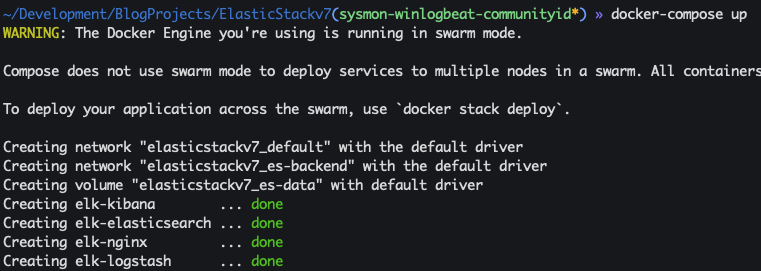 ~/Development/BlogProjects/ElasticStackv7(sysmon-winlogbeat-communityid*) » docker-compose up
WARNING: The Docker Engine you're using is running in swarm mode.
Compose does not use swarm mode to deploy services to multiple nodes in a swarm. All containers
To deploy your application across the swarm, use `docker stack deploy`.
Creating network "elasticstackv7_default" with the default driver
Creating network "elasticstackv7_es-backend" with the default driver
Creating volume "elasticstackv7_es-data" with default driver
Creating elk-kibana        ... done
Creating elk-elasticsearch ... done
Creating elk-nginx         ... done
Creating elk-logstash      ... done